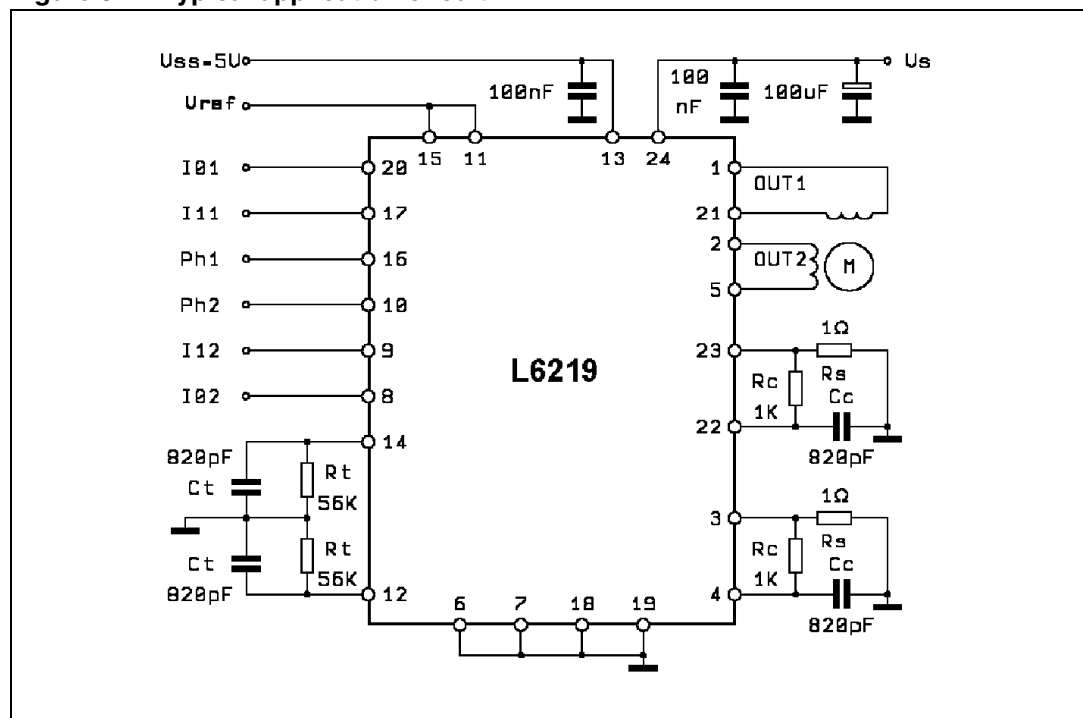 Uss=5V
Vref
100nF
100 nF
100uF
Vs
15
11
13
24
I01
20
I11
17
Ph1
16
Ph2
10
I12
9
I02
8
14
820pF
Ct
Rt
56K
Ct
820pF
Rt
56K
12
L6219
1
OUT1
21
2
OUT2
M
5
23
1Ω
Rs
Rc
1K
Cc
22
820pF
3
1Ω
Rs
Rc
1K
Cc
4
820pF
6
7
18
19